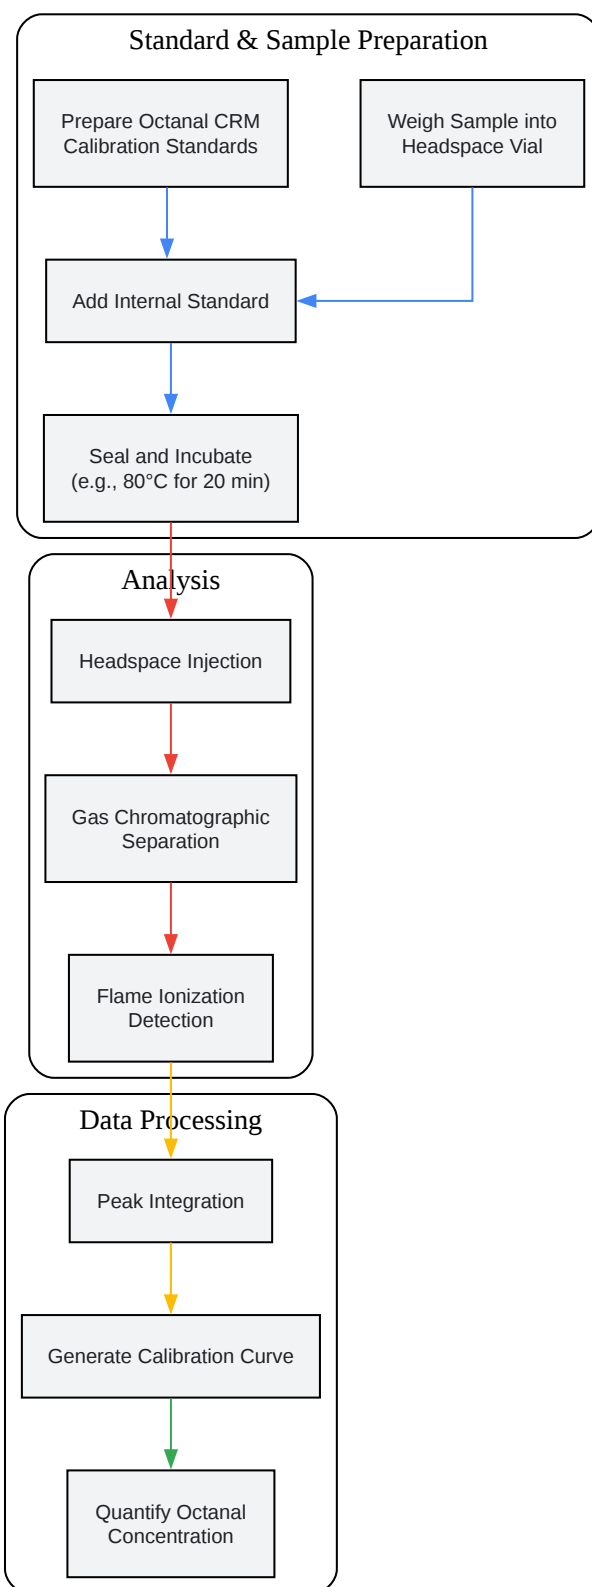 Standard & Sample Preparation
Prepare Octanal CRM
Calibration Standards
Weigh Sample into
Headspace Vial
Add Internal Standard
Seal and Incubate
(e.g., 80°C for 20 min)
Analysis
Headspace Injection
Gas Chromatographic
Separation
Flame Ionization
Detection
Data Processing
Peak Integration
Generate Calibration Curve
Quantify Octanal
Concentration